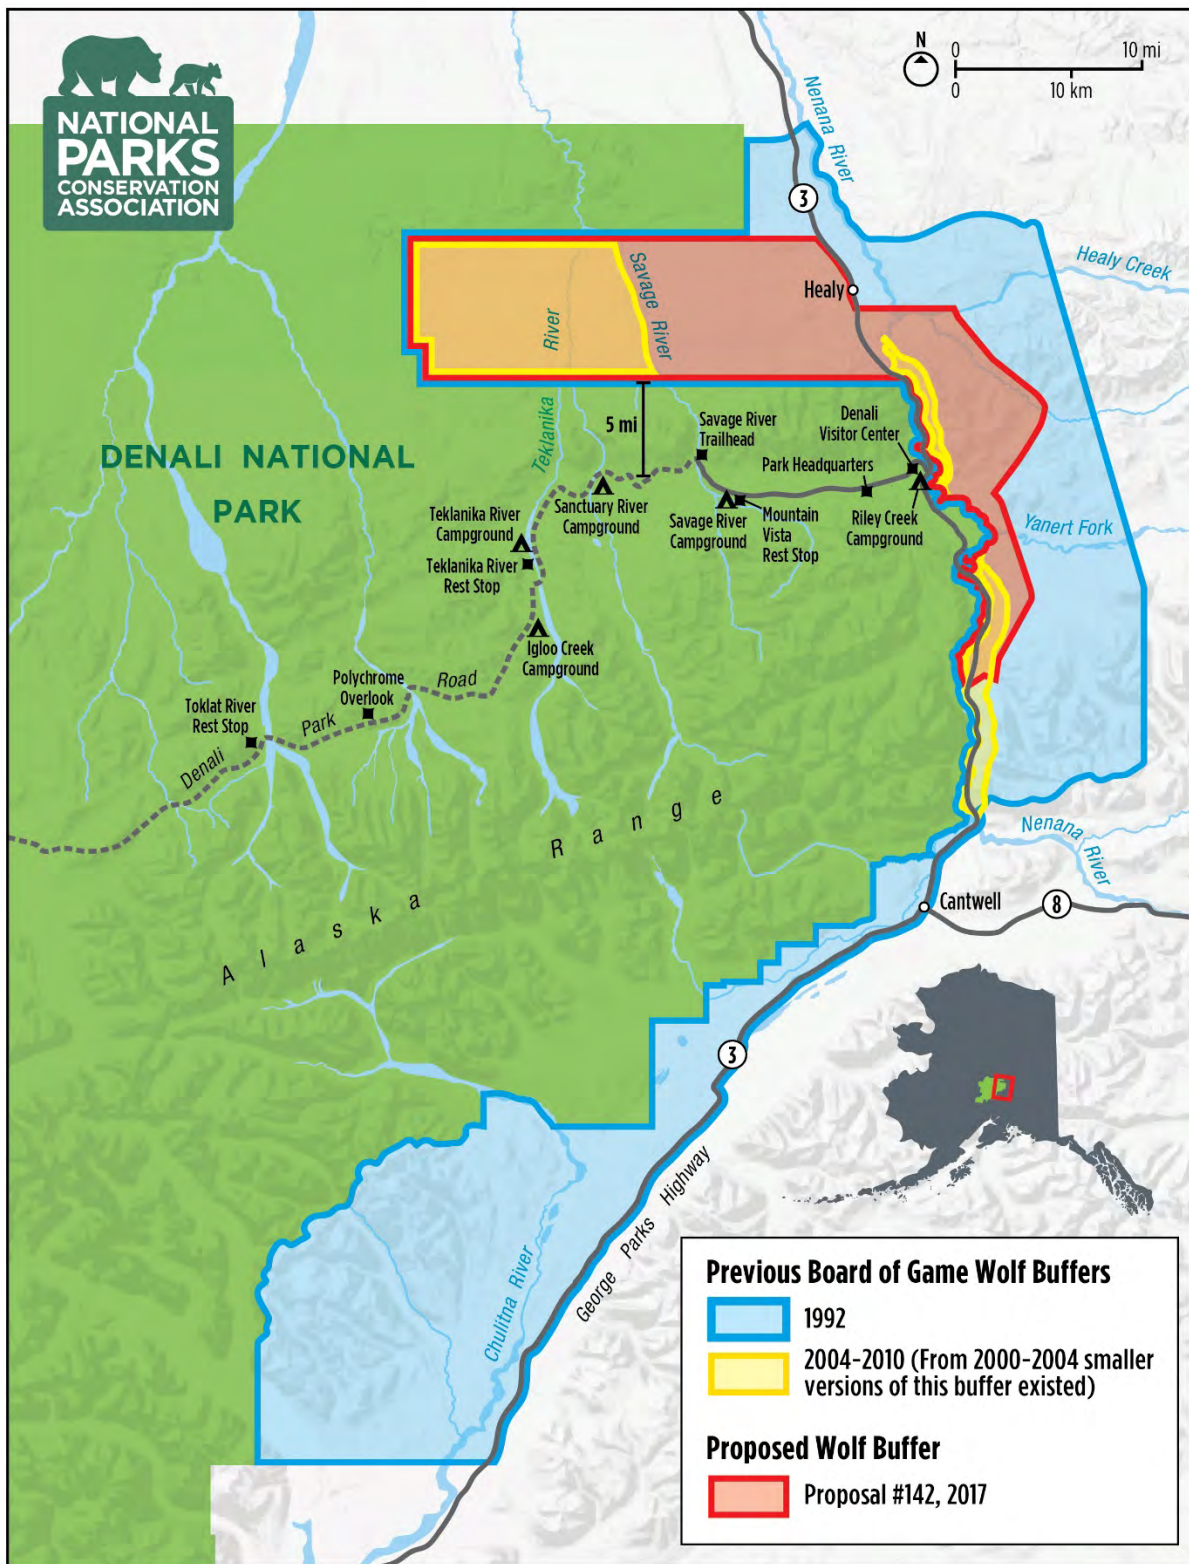 NATIONAL
PARKS
CONSERVATION
ASSOCIATION
N
0
10 mi
0
10 km
Nenana River
3
Healy Creek
Healy
Savage River
River
Teklanika
5 mi
Savage River
Trailhead
Denali
Visitor Center
Park Headquarters
DENALI NATIONAL
PARK
Sanctuary River
Campground
Savage River
Campground
Mountain
Vista
Rest Stop
Riley Creek
Campground
Yanert Fork
Teklanika River
Campground
Teklanika River
Rest Stop
Igloo Creek
Campground
Polychrome
Overlook
Toklat River
Rest Stop
Denali Park Road
Alaska Range
Nenana
River
Cantwell
8
3
George Parks Highway
Chulitna River
Previous Board of Game Wolf Buffers
1992
2004-2010 (From 2000-2004 smaller
versions of this buffer existed)
Proposed Wolf Buffer
Proposal #142, 2017